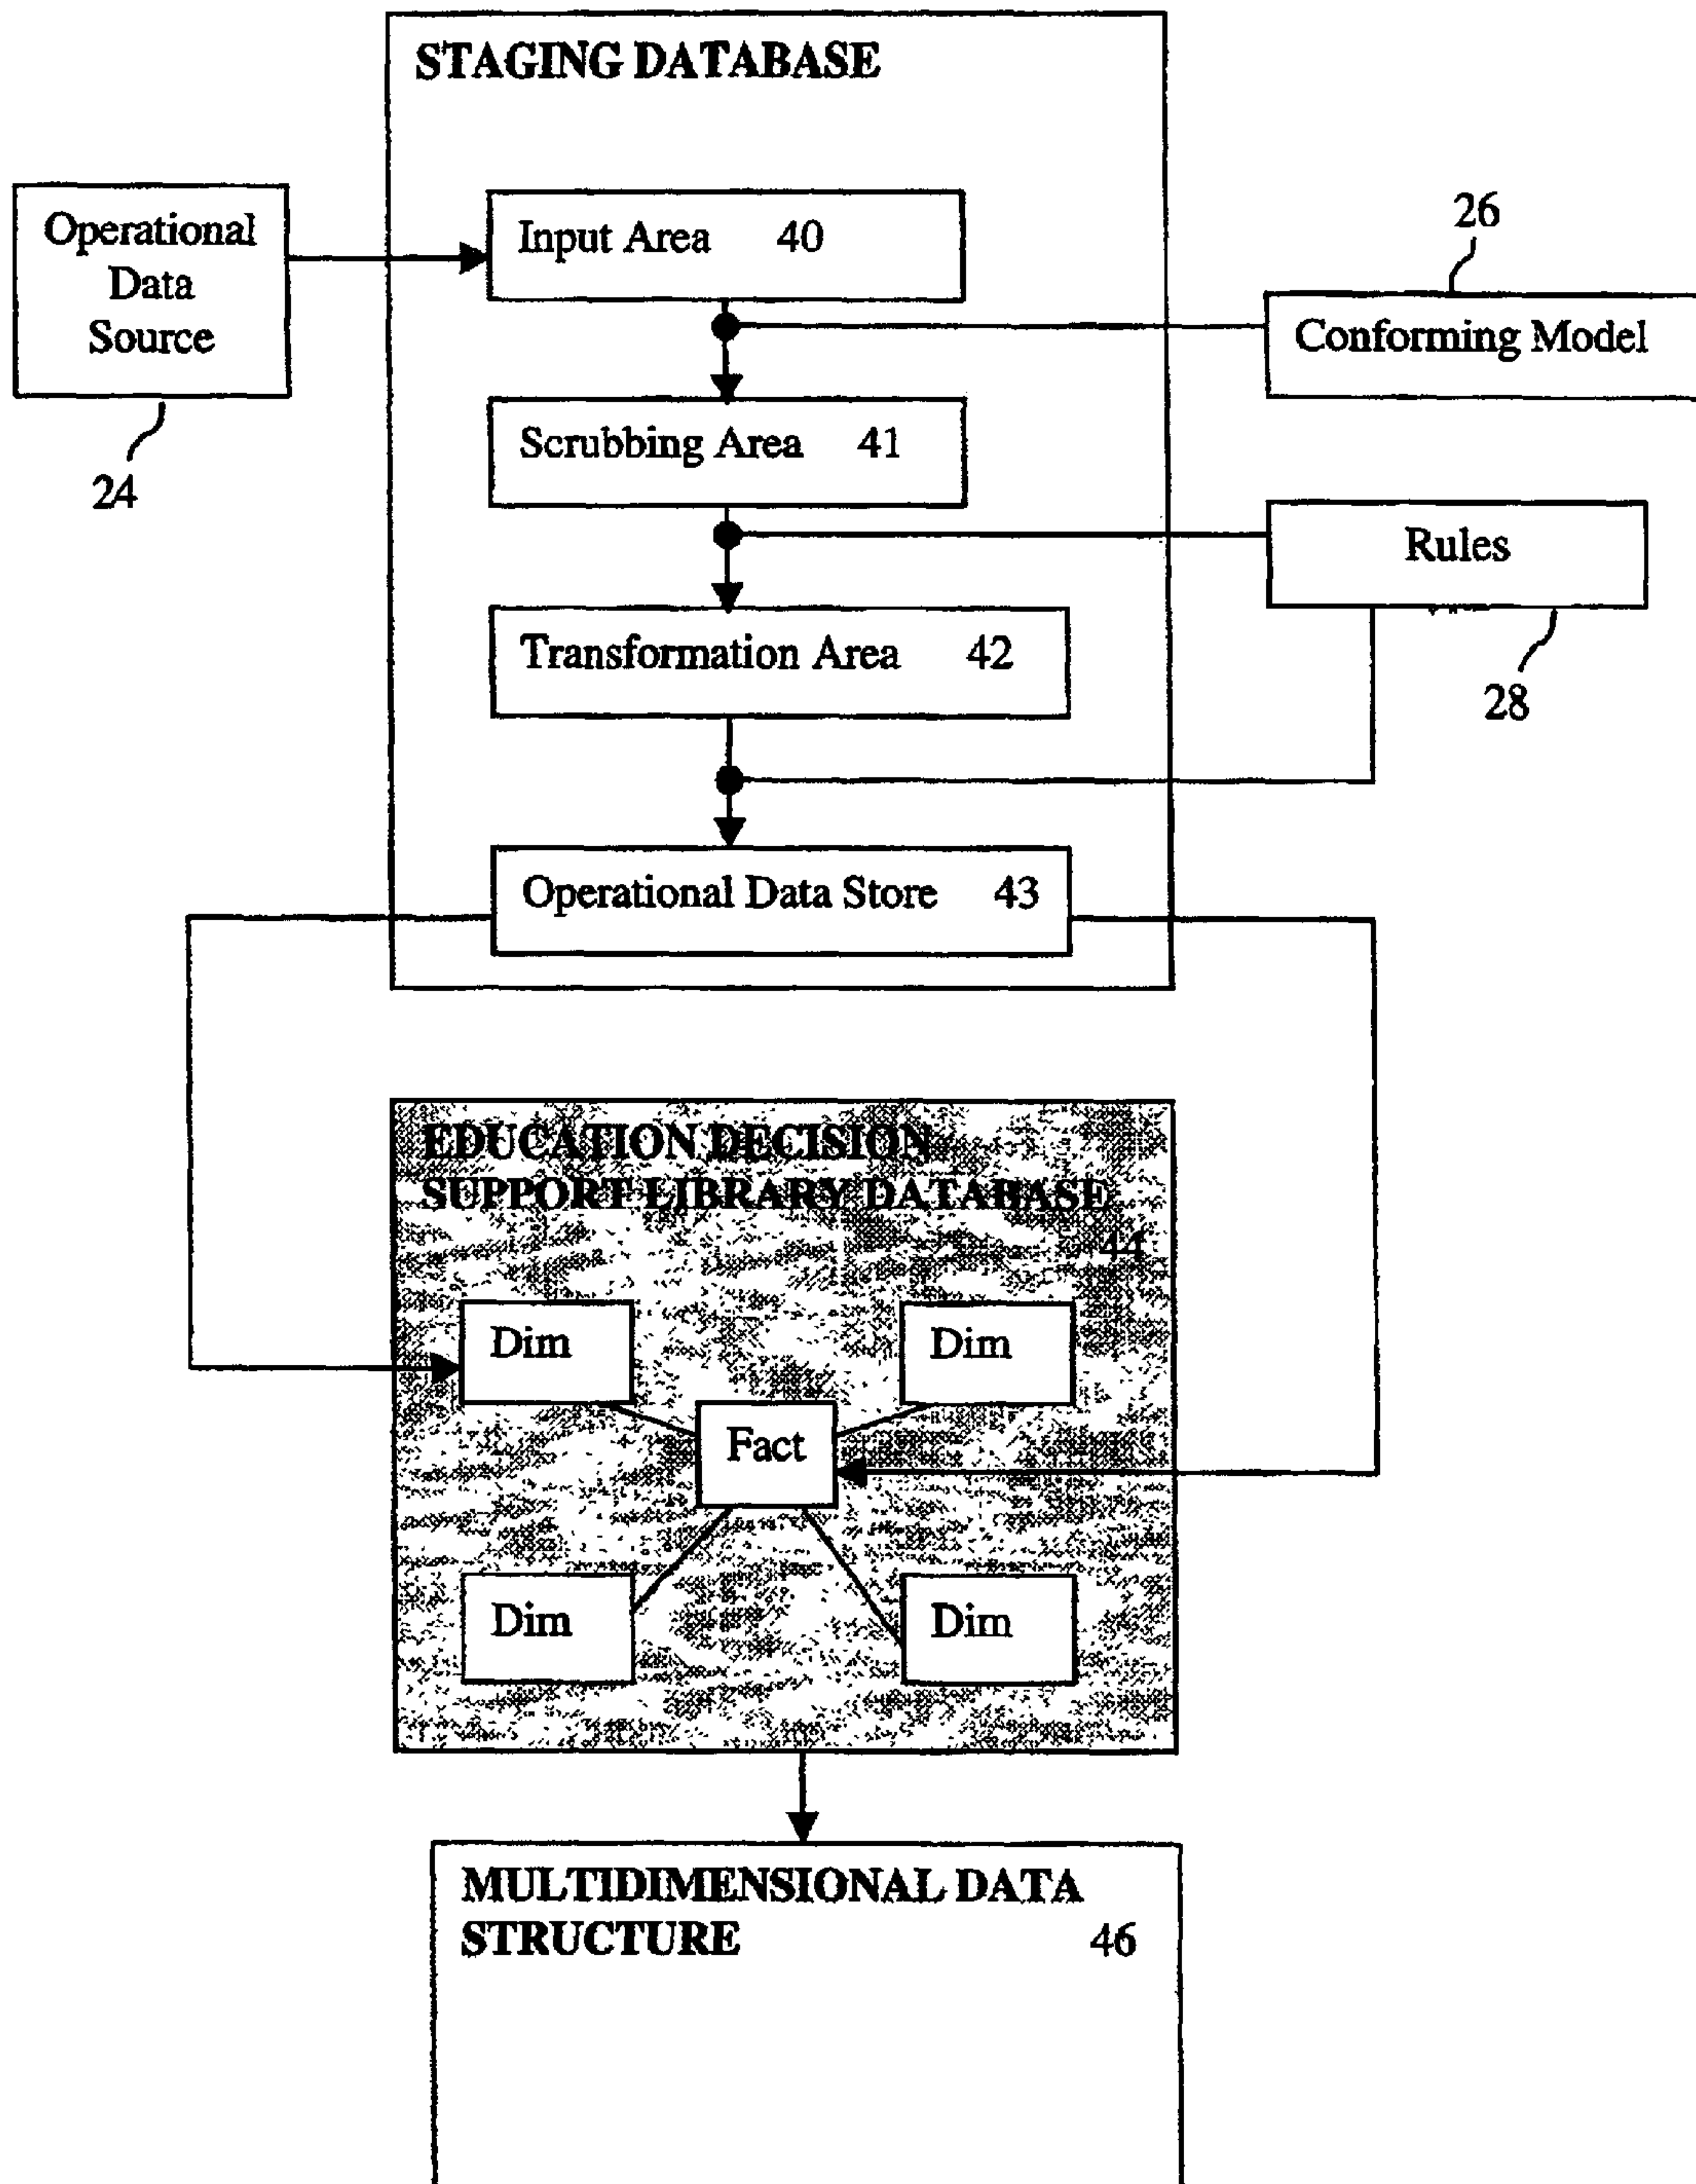 STAGING DATABASE
Operational
Data
Source
24
Input Area 40
26
Conforming Model
Scrubbing Area 41
Rules
28
Transformation Area 42
Operational Data Store 43
EDUCATION DECISION
SUPPORT LIBRARY DATABASE
44
Dim
Dim
Fact
Dim
Dim
MULTIDIMENSIONAL DATA
STRUCTURE 46